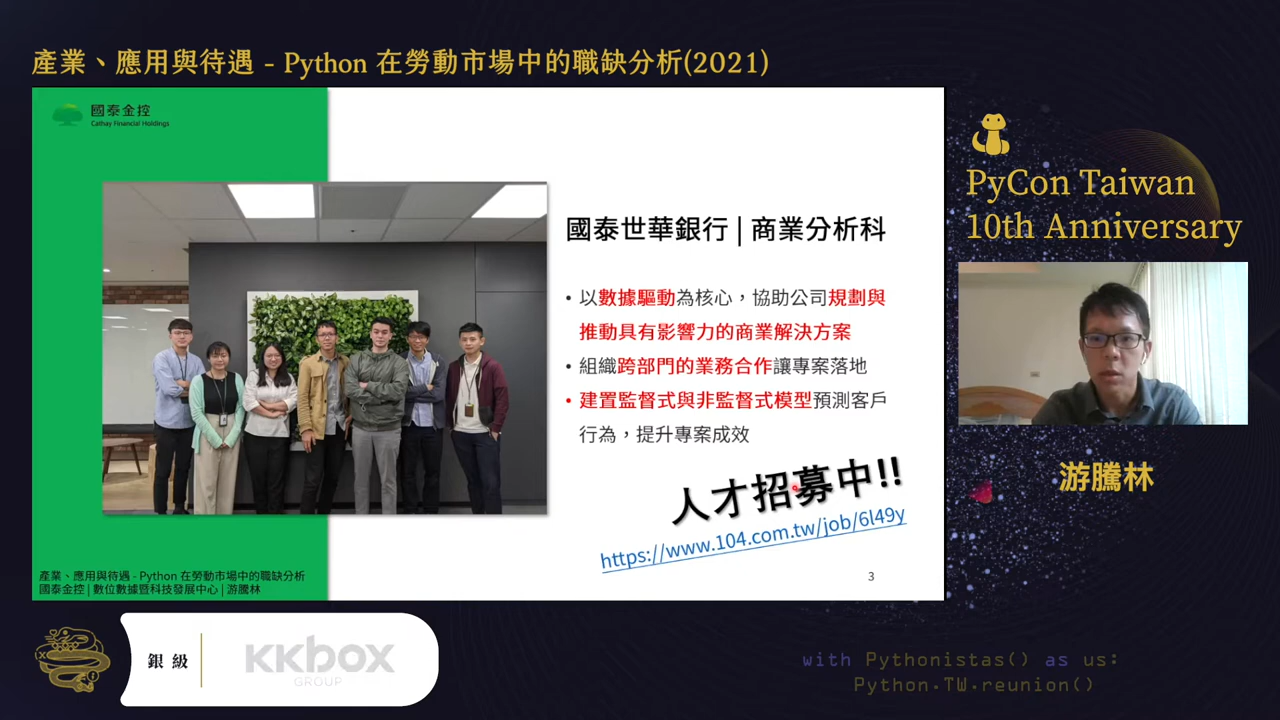 產業、應用與待遇 - Python 在勞動市場中的職缺分析(2021)
國泰金控
Cathay Financial Holdings
國泰世華銀行 | 商業分析科
• 以數據驅動為核心，協助公司規劃與
推動具有影響力的商業解決方案
• 組織跨部門的業務合作讓專案落地
• 建置監督式與非監督式模型預測客戶
行為，提升專案成效
人才招募中!!
https://www.104.com.tw/job/6l49y
產業、應用與待遇 - Python 在勞動市場中的職缺分析
國泰金控 | 數位數據暨科技發展中心 | 游騰林
3
PyCon Taiwan
10th Anniversary
游騰林
銀級
KKBOX
GROUP
with Pythonistas() as us:
Python.TW.reunion()